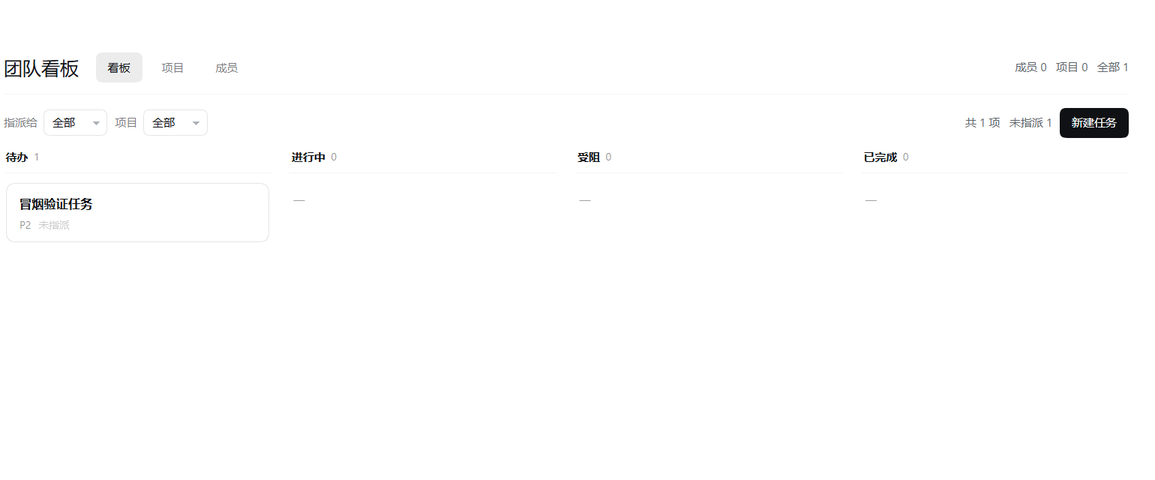 团队看板 看板 项目 成员 成员 0 项目 0 全部 1
指派给 全部 项目 全部 共 1 项 未指派 1 新建任务
待办 1 进行中 0 受阻 0 已完成 0
冒烟验证任务 — — —
P2 未指派